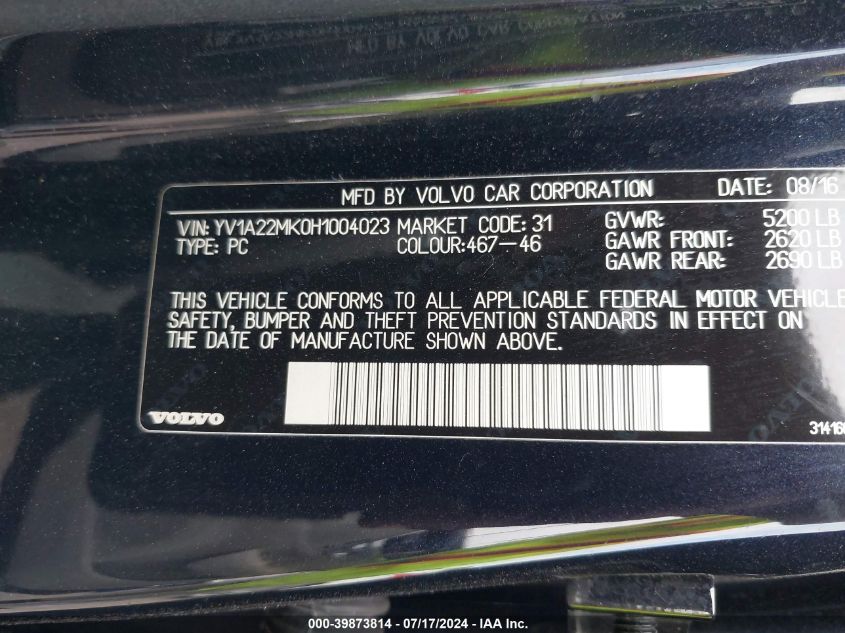 MFD BY VOLVO CAR CORPORATION DATE: 08/16
VIN: YV1A22MK0H1004023 MARKET CODE: 31 GVWR: 5200 LB
TYPE: PC COLOUR:467-46 GAWR FRONT: 2620 LB
GAWR REAR: 2690 LB
THIS VEHICLE CONFORMS TO ALL APPLICABLE FEDERAL MOTOR VEHICLE
SAFETY, BUMPER AND THEFT PREVENTION STANDARDS IN EFFECT ON
THE DATE OF MANUFACTURE SHOWN ABOVE.
VOLVO
000-39873814 / 07/17/2024 - IAA Inc.